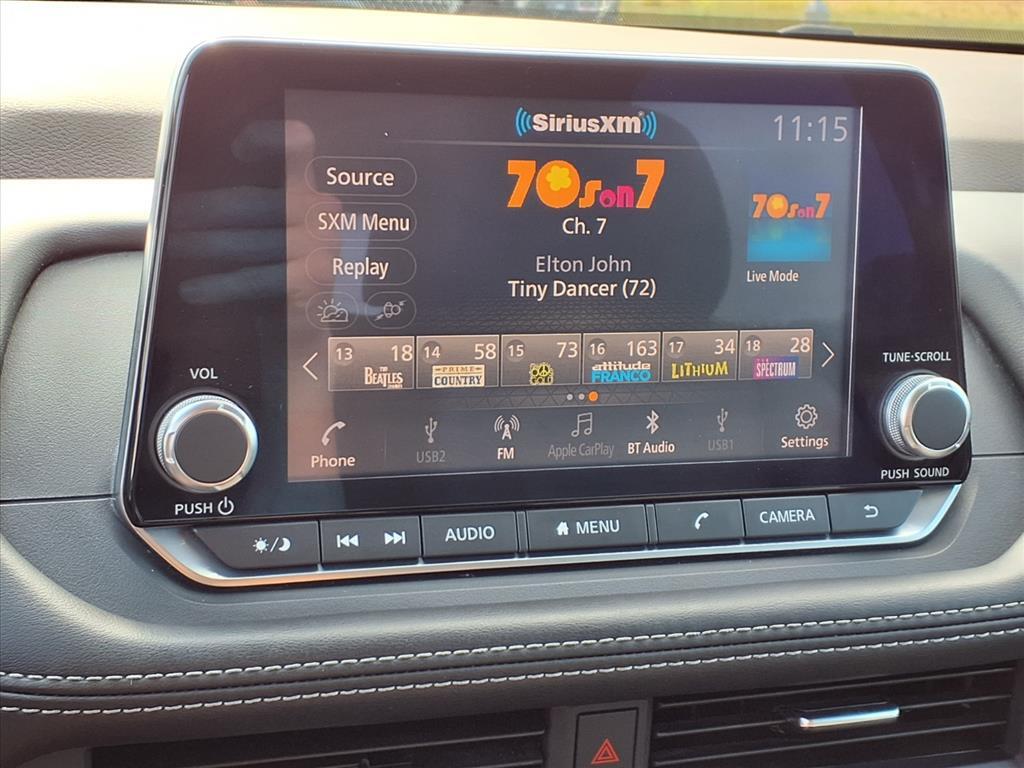 SiriusXM
11:15
Source
70s on 7
70s on 7
SXM Menu
Ch. 7
Replay
Elton John
Live Mode
Tiny Dancer (72)
13 18
THE BEATLES
14 58
PRIME COUNTRY
15 73
16 163
attitude FRANCO
17 34
LITHIUM
18 28
SPECTRUM
VOL
TUNE·SCROLL
Phone
USB2
FM
Apple CarPlay
BT Audio
USB1
Settings
PUSH
PUSH SOUND
AUDIO
MENU
CAMERA